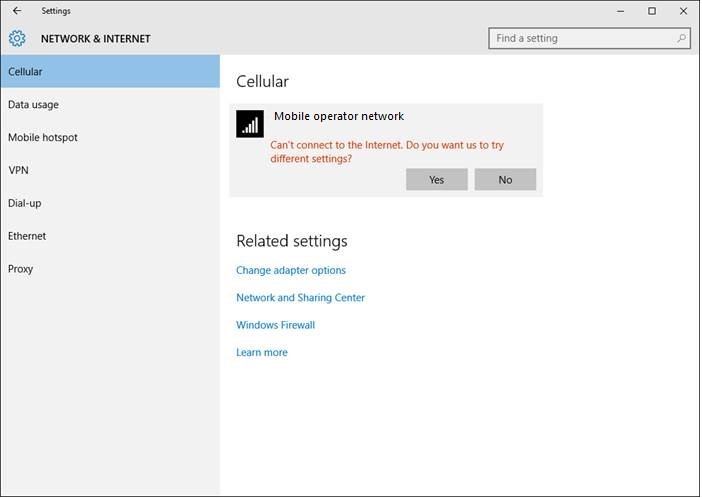 Settings
NETWORK & INTERNET
Find a setting
Cellular
Data usage
Mobile hotspot
VPN
Dial-up
Ethernet
Proxy
Cellular
Mobile operator network
Can't connect to the Internet. Do you want us to try
different settings?
Yes
No
Related settings
Change adapter options
Network and Sharing Center
Windows Firewall
Learn more